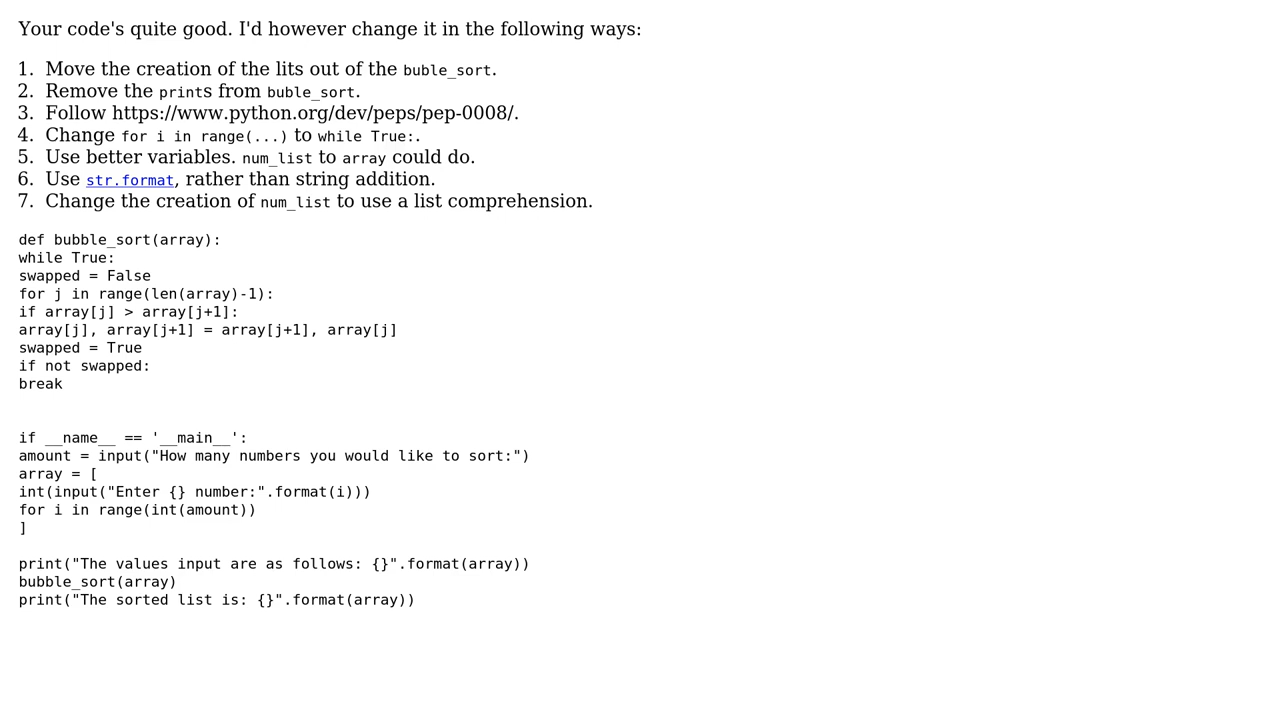 Your code's quite good. I'd however change it in the following ways:
1. Move the creation of the lits out of the buble_sort.
2. Remove the prints from buble_sort.
3. Follow https://www.python.org/dev/peps/pep-0008/.
4. Change for i in range(...) to while True:.
5. Use better variables. num_list to array could do.
6. Use str.format, rather than string addition.
7. Change the creation of num_list to use a list comprehension.
def bubble_sort(array):
while True:
swapped = False
for j in range(len(array)-1):
if array[j] > array[j+1]:
array[j], array[j+1] = array[j+1], array[j]
swapped = True
if not swapped:
break
if __name__ == '__main__':
amount = input("How many numbers you would like to sort:")
array = [
int(input("Enter {} number:".format(i)))
for i in range(int(amount))
]
print("The values input are as follows: {}".format(array))
bubble_sort(array)
print("The sorted list is: {}".format(array))